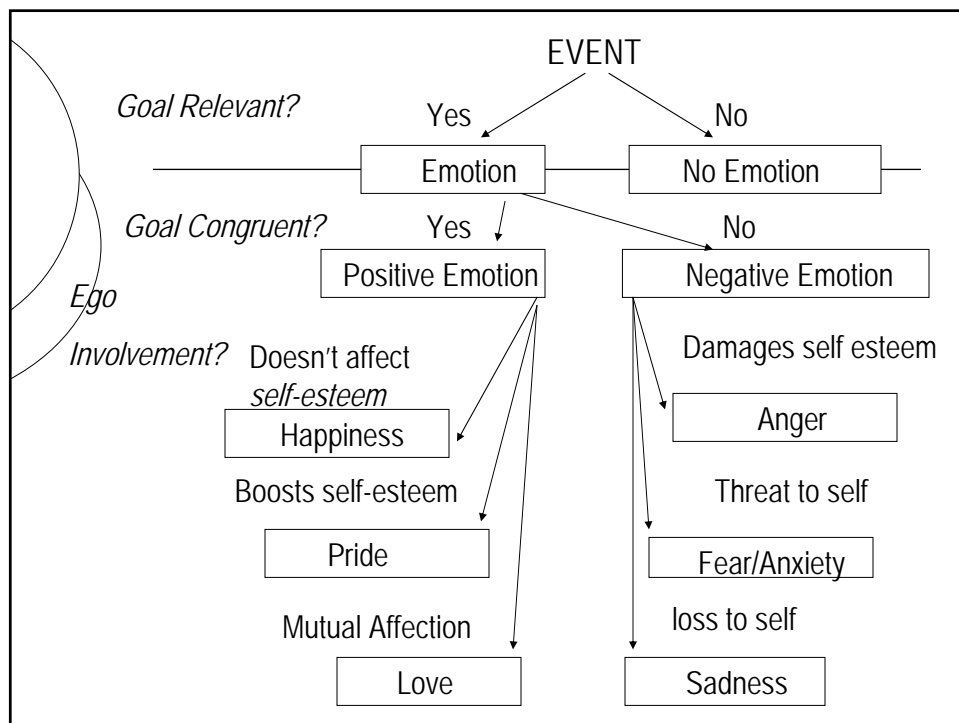 EVENT
Goal Relevant?
Yes
No
Emotion
No Emotion
Goal Congruent?
Yes
No
Positive Emotion
Negative Emotion
Ego
Involvement?
Doesn't affect
self-esteem
Damages self esteem
Happiness
Anger
Boosts self-esteem
Threat to self
Pride
Fear/Anxiety
Mutual Affection
loss to self
Love
Sadness